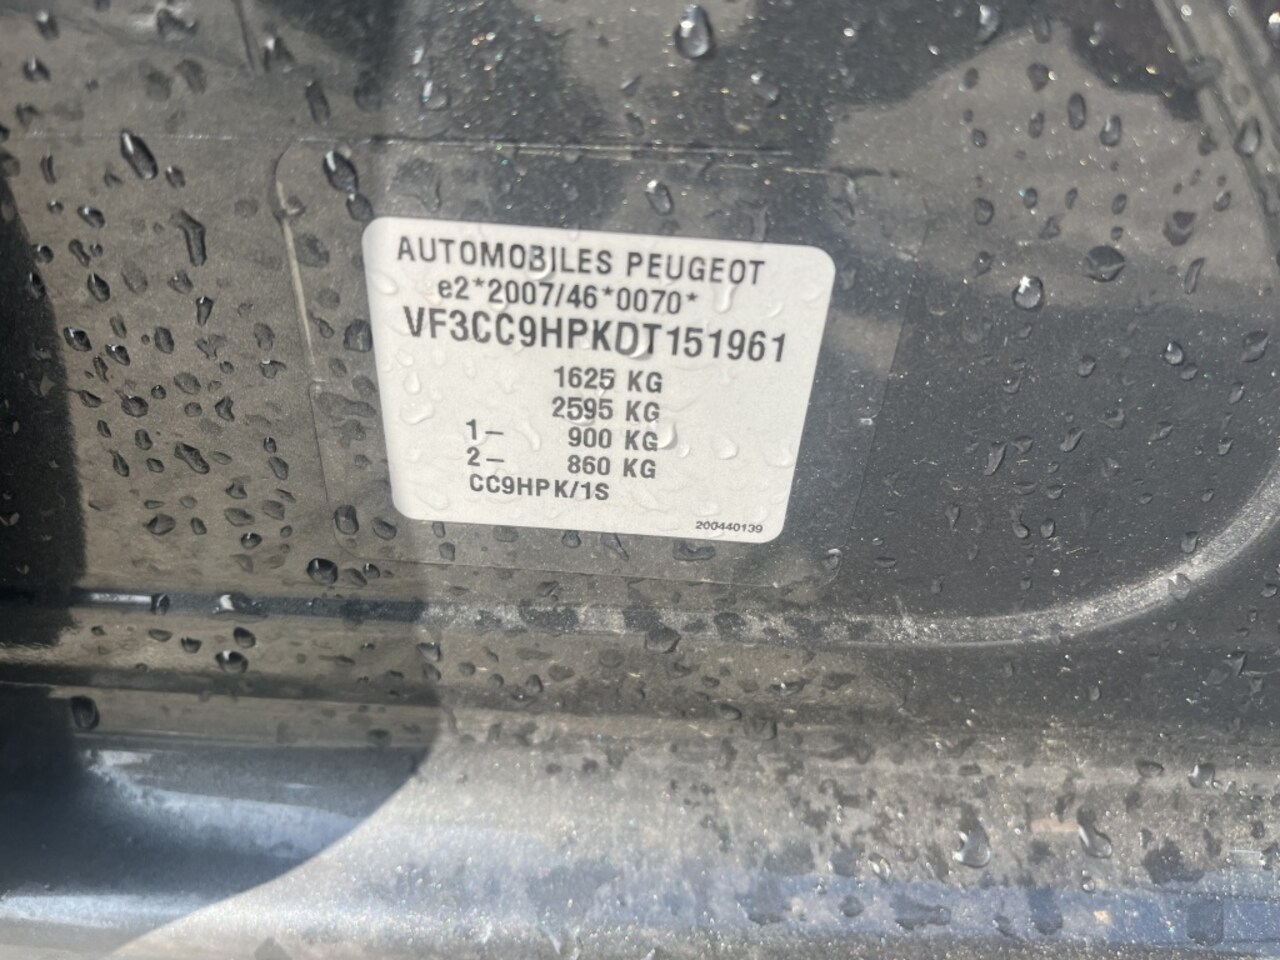 AUTOMOBILES PEUGEOT
e2*2007/46*0070*
VF3CC9HPKDT151961
1625 KG
2595 KG
1– 900 KG
2– 860 KG
CC9HPK/1S
200440139